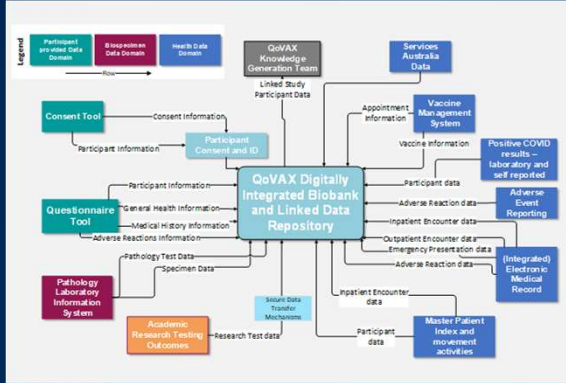 Legend
Participant
provided Data
Domain
Biospecimen
Data Domain
Health Data
Domain
Flow
QoVAX
Knowledge
Generation Team
Services
Australia
Data
Linked Study
Participant Data
Consent Tool
Consent Information
Participant Information
Participant
Consent and ID
Appointment
Information
Vaccine
Management
System
Vaccine Information
Positive COVID
results –
laboratory and
self reported
Participant data
QoVAX Digitally
Integrated Biobank
and Linked Data
Repository
Questionnaire
Tool
Participant Information
General Health Information
Medical History Information
Adverse Reactions Information
Adverse Reaction data
Adverse
Event
Reporting
Inpatient Encounter data
Outpatient Encounter data
Emergency Presentation data
Adverse Reaction data
(Integrated)
Electronic
Medical
Record
Pathology Test Data
Specimen Data
Pathology
Laboratory
Information
System
Secure Data
Transfer
Mechanisms
Inpatient Encounter
data
Academic
Research Testing
Outcomes
Research Test data
Participant
data
Master Patient
Index and
movement
activities